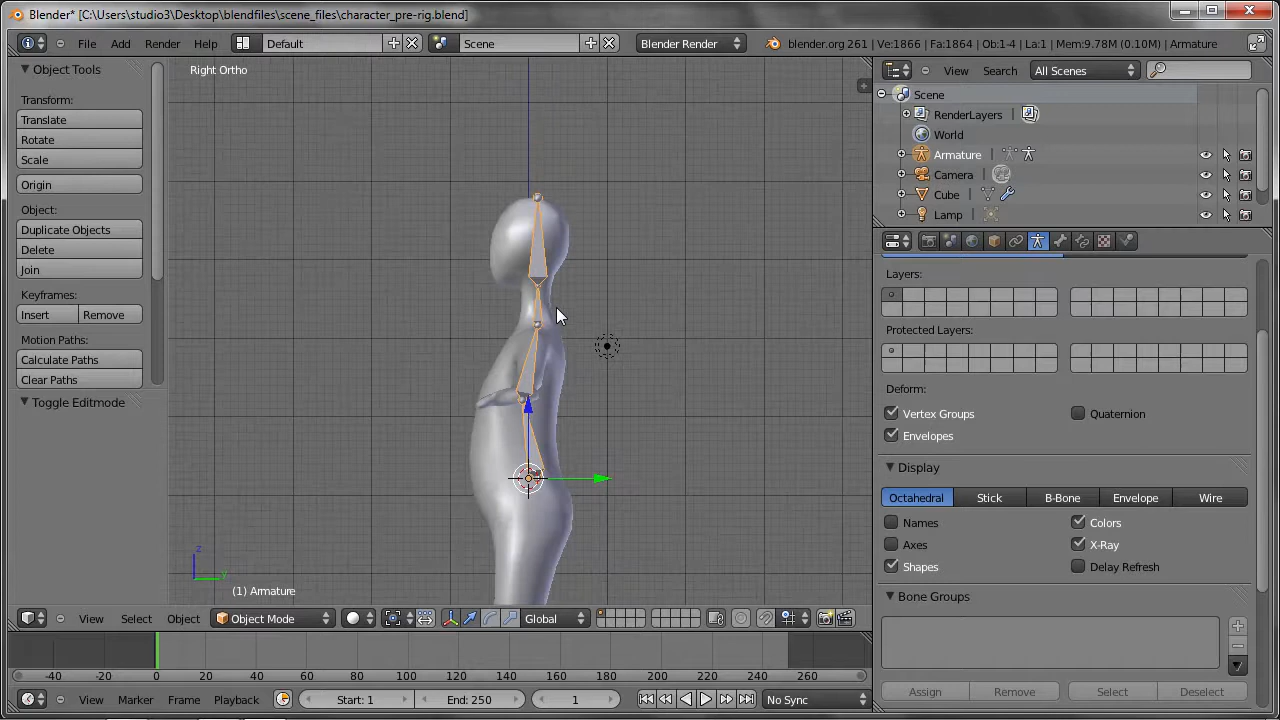 Blender* [C:\Users\studio3\Desktop\blendfiles\scene_files\character_pre-rig.blend]
File Add Render Help Default Scene Blender Render blender.org 261 | Ve:1866 | Fa:1864 | Ob:1-4 | La:1 | Mem:9.78M (0.10M) | Armature
Object Tools
Transform:
Translate
Rotate
Scale
Origin
Object:
Duplicate Objects
Delete
Join
Keyframes:
Insert Remove
Motion Paths:
Calculate Paths
Clear Paths
Toggle Editmode
Right Ortho
z
y
(1) Armature
View Select Object Object Mode Global
View Search All Scenes
Scene
RenderLayers
World
Armature
Camera
Cube
Lamp
Layers:
Protected Layers:
Deform:
Vertex Groups Quaternion
Envelopes
Display
Octahedral Stick B-Bone Envelope Wire
Names Colors
Axes X-Ray
Shapes Delay Refresh
Bone Groups
Assign Remove Select Deselect
-40 -20 0 20 40 60 80 100 120 140 160 180 200 220 240 260
View Marker Frame Playback Start: 1 End: 250 1 No Sync